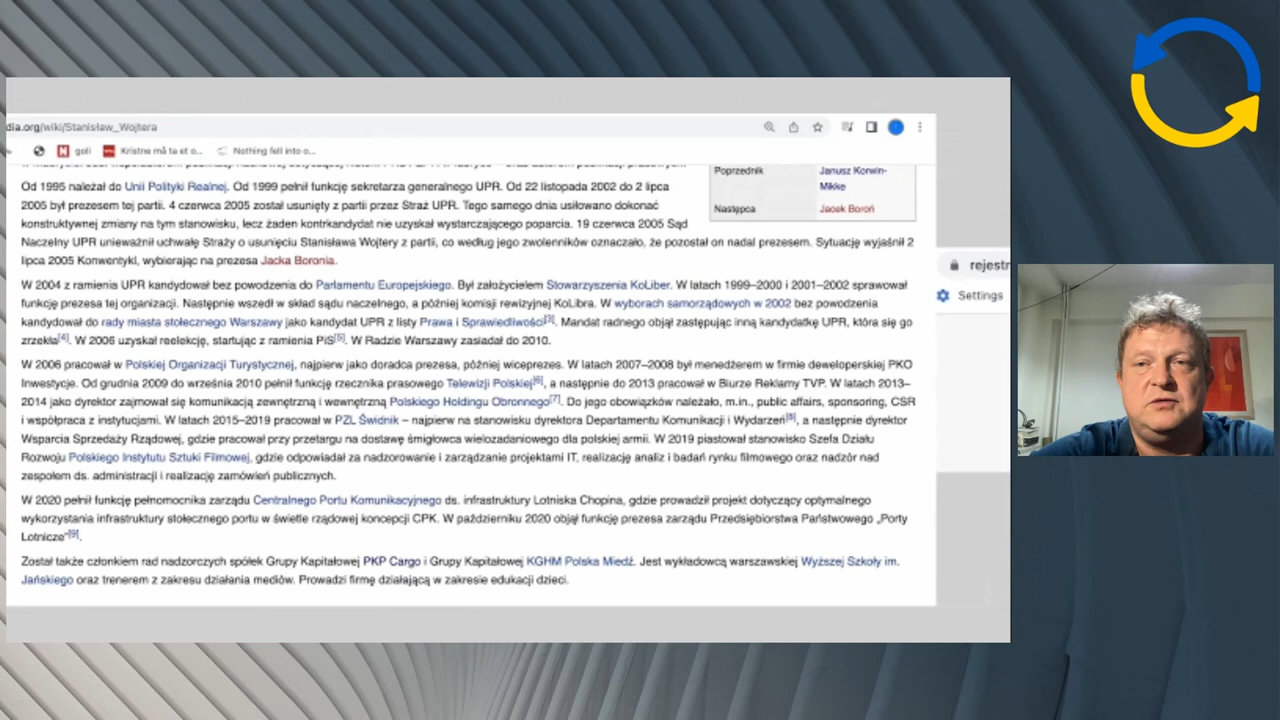 dia.org/wiki/Stanisław_Wojtera
goli
Kristne må ta et o...
Nothing fell into o...
Poprzednik Janusz Korwin-
Mikke
Następca Jacek Boroń
Od 1995 należał do Unii Polityki Realnej. Od 1999 pełnił funkcję sekretarza generalnego UPR. Od 22 listopada 2002 do 2 lipca
2005 był prezesem tej partii. 4 czerwca 2005 został usunięty z partii przez Straż UPR. Tego samego dnia usiłowano dokonać
konstruktywnej zmiany na tym stanowisku, lecz żaden kontrkandydat nie uzyskał wystarczającego poparcia. 19 czerwca 2005 Sąd
Naczelny UPR unieważnił uchwałę Straży o usunięciu Stanisława Wojtery z partii, co według jego zwolenników oznaczało, że pozostał on nadal prezesem. Sytuację wyjaśnił 2
lipca 2005 Konwentykl, wybierając na prezesa Jacka Boronia.
W 2004 z ramienia UPR kandydował bez powodzenia do Parlamentu Europejskiego. Był założycielem Stowarzyszenia KoLiber. W latach 1999–2000 i 2001–2002 sprawował
funkcję prezesa tej organizacji. Następnie wszedł w skład sądu naczelnego, a później komisji rewizyjnej KoLibra. W wyborach samorządowych w 2002 bez powodzenia
kandydował do rady miasta stołecznego Warszawy jako kandydat UPR z listy Prawa i Sprawiedliwości[3]. Mandat radnego objął zastępując inną kandydatkę UPR, która się go
zrzekła[4]. W 2006 uzyskał reelekcję, startując z ramienia PiS[5]. W Radzie Warszawy zasiadał do 2010.
W 2006 pracował w Polskiej Organizacji Turystycznej, najpierw jako doradca prezesa, później wiceprezes. W latach 2007–2008 był menedżerem w firmie deweloperskiej PKO
Inwestycje. Od grudnia 2009 do września 2010 pełnił funkcję rzecznika prasowego Telewizji Polskiej[6], a następnie do 2013 pracował w Biurze Reklamy TVP. W latach 2013–
2014 jako dyrektor zajmował się komunikacją zewnętrzną i wewnętrzną Polskiego Holdingu Obronnego[7]. Do jego obowiązków należało, m.in., public affairs, sponsoring, CSR
i współpraca z instytucjami. W latach 2015–2019 pracował w PZL Świdnik – najpierw na stanowisku dyrektora Departamentu Komunikacji i Wydarzeń[8], a następnie dyrektor
Wsparcia Sprzedaży Rządowej, gdzie pracował przy przetargu na dostawę śmigłowca wielozadaniowego dla polskiej armii. W 2019 piastował stanowisko Szefa Działu
Rozwoju Polskiego Instytutu Sztuki Filmowej, gdzie odpowiadał za nadzorowanie i zarządzanie projektami IT, realizację analiz i badań rynku filmowego oraz nadzór nad
zespołem ds. administracji i realizację zamówień publicznych.
W 2020 pełnił funkcję pełnomocnika zarządu Centralnego Portu Komunikacyjnego ds. infrastruktury Lotniska Chopina, gdzie prowadził projekt dotyczący optymalnego
wykorzystania infrastruktury stołecznego portu w świetle rządowej koncepcji CPK. W październiku 2020 objął funkcję prezesa zarządu Przedsiębiorstwa Państwowego „Porty
Lotnicze”[9].
Został także członkiem rad nadzorczych spółek Grupy Kapitałowej PKP Cargo i Grupy Kapitałowej KGHM Polska Miedź. Jest wykładowcą warszawskiej Wyższej Szkoły im.
Jańskiego oraz trenerem z zakresu działania mediów. Prowadzi firmę działającą w zakresie edukacji dzieci.
rejestr
Settings